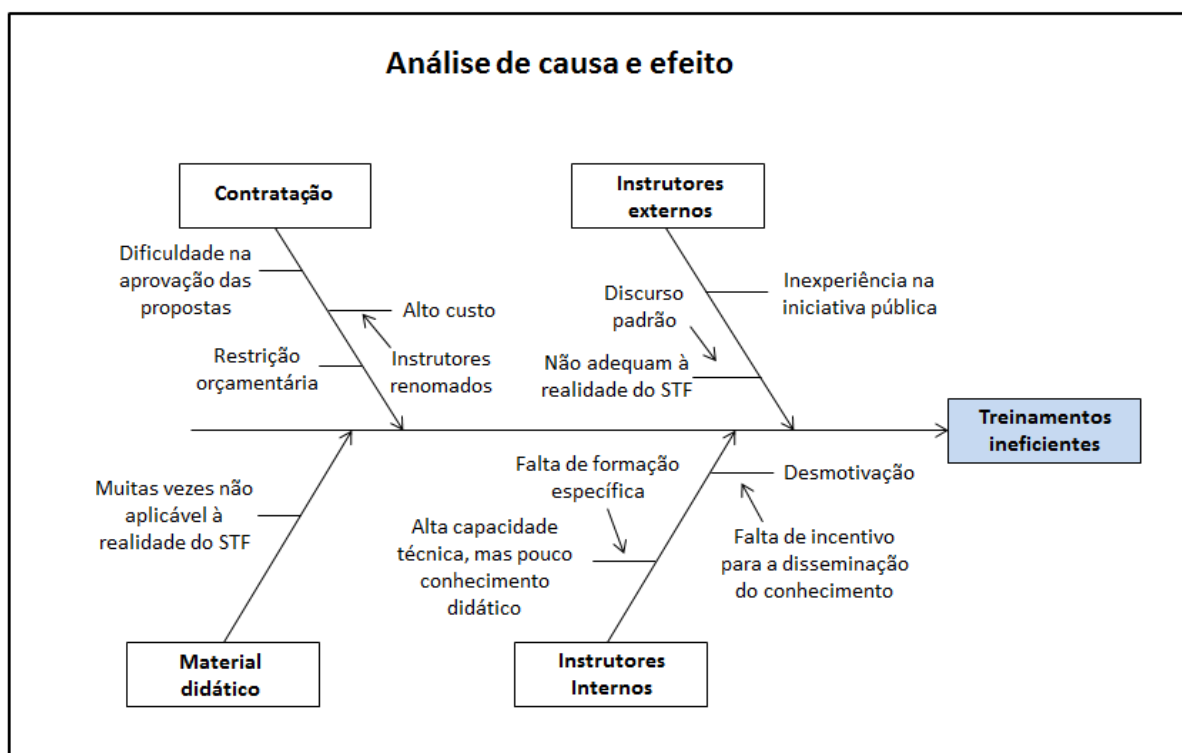 Análise de causa e efeito
Contratação
Instrutores
externos
Dificuldade na
aprovação das
propostas
Alto custo
Instrutores
renomados
Restrição
orçamentária
Discurso
padrão
Inexperiência na
iniciativa pública
Não adequam à
realidade do STF
Treinamentos
ineficientes
Muitas vezes não
aplicável à
realidade do STF
Falta de formação
específica
Desmotivação
Alta capacidade
técnica, mas pouco
conhecimento
didático
Falta de incentivo
para a disseminação
do conhecimento
Material
didático
Instrutores
Internos